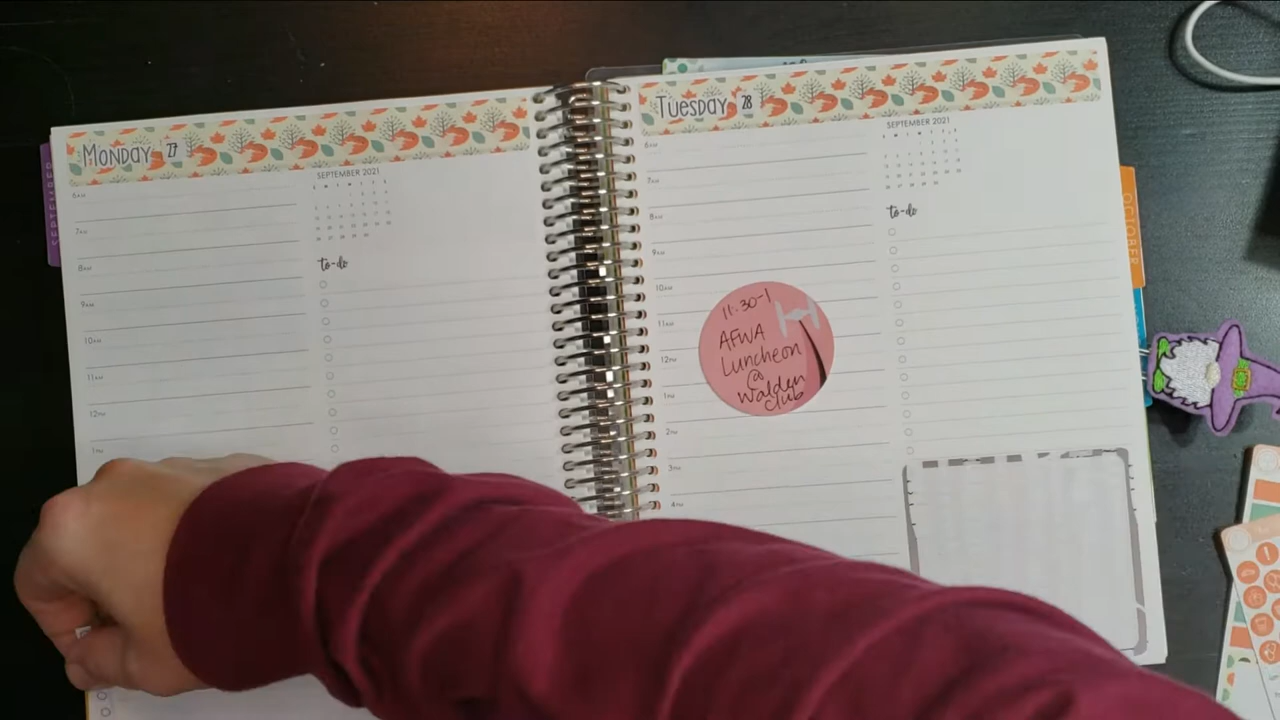 Monday 27
SEPTEMBER 2021
6AM
7AM
8AM
9AM
10AM
11AM
12PM
1PM
to-do
SEPTEMBER
Tuesday 28
SEPTEMBER 2021
6AM
7AM
8AM
9AM
10AM
11AM
12PM
1PM
2PM
3PM
4PM
11:30-1
AFWA
Luncheon
@
Walden
Club
to-do
OCTOBER